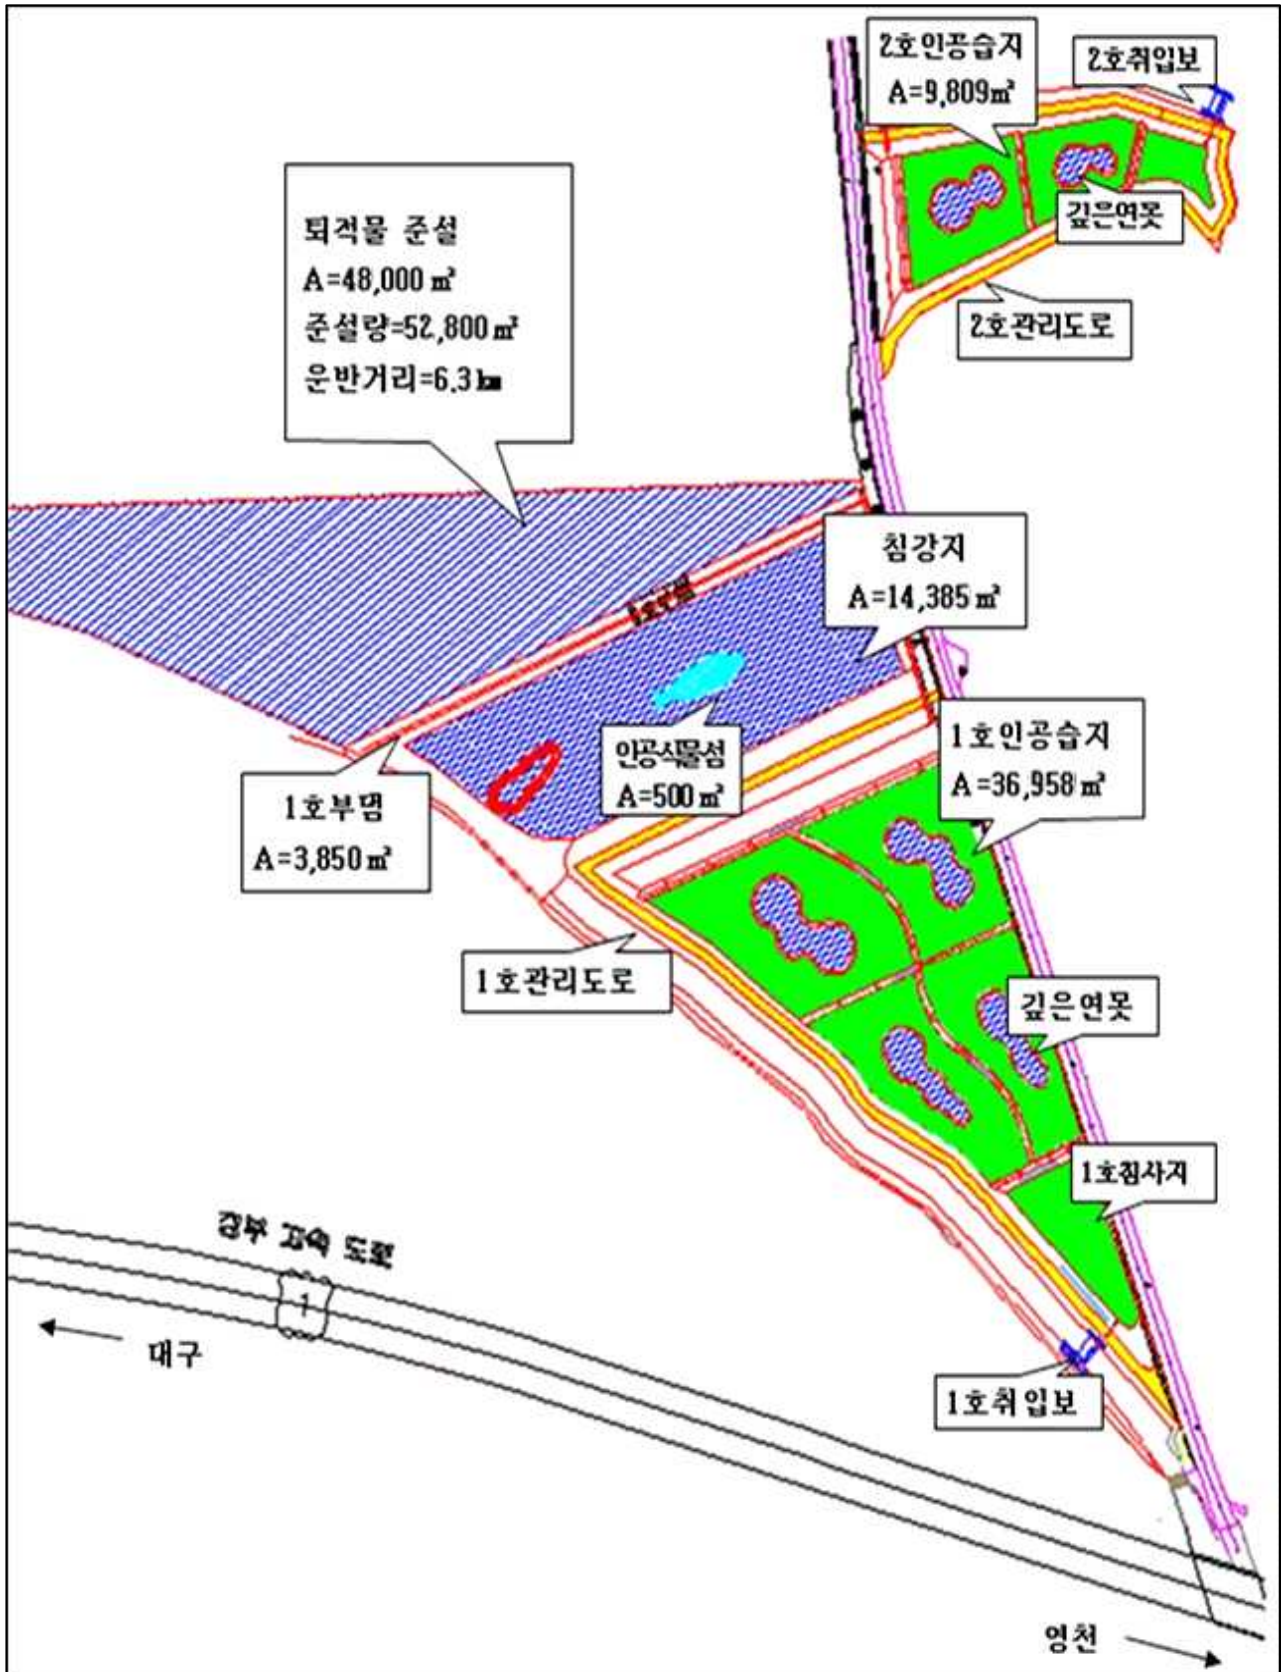 2호인공습지
A=9,809㎡
2호취입보
깊은연못
2호관리도로
퇴적물 준설
A=48,000㎡
준설량=52,800㎥
운반거리=6.3㎞
침강지
A=14,385㎡
인공식물섬
A=500㎡
1호인공습지
A=36,958㎡
1호부댐
A=3,850㎡
1호관리도로
깊은연못
1호침사지
경부 고속 도로
1
대구
1호취입보
영천